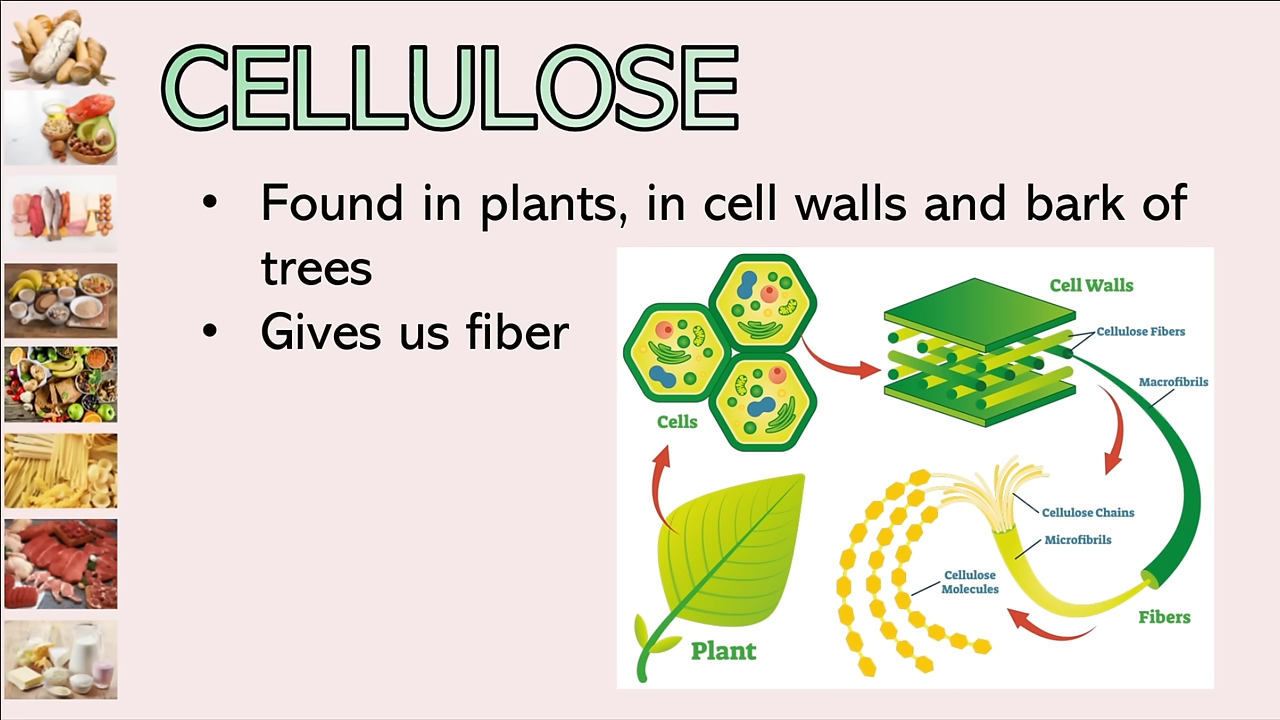 CELLULOSE
• Found in plants, in cell walls and bark of
trees
• Gives us fiber
Cell Walls
Cellulose Fibers
Macrofibrils
Cells
Cellulose Chains
Microfibrils
Cellulose
Molecules
Fibers
Plant